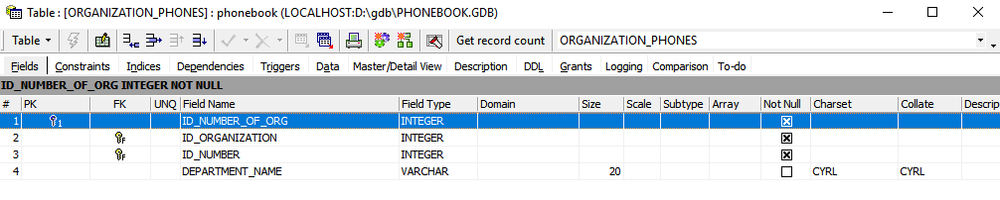 Table : [ORGANIZATION_PHONES] : phonebook (LOCALHOST:D:\gdb\PHONEBOOK.GDB)
Table Get record count ORGANIZATION_PHONES
Fields Constraints Indices Dependencies Triggers Data Master/Detail View Description DDL Grants Logging Comparison To-do
ID_NUMBER_OF_ORG INTEGER NOT NULL
# PK FK UNQ Field Name Field Type Domain Size Scale Subtype Array Not Null Charset Collate Descrip
1 1 ID_NUMBER_OF_ORG INTEGER
2 F ID_ORGANIZATION INTEGER
3 F ID_NUMBER INTEGER
4 DEPARTMENT_NAME VARCHAR 20 CYRL CYRL